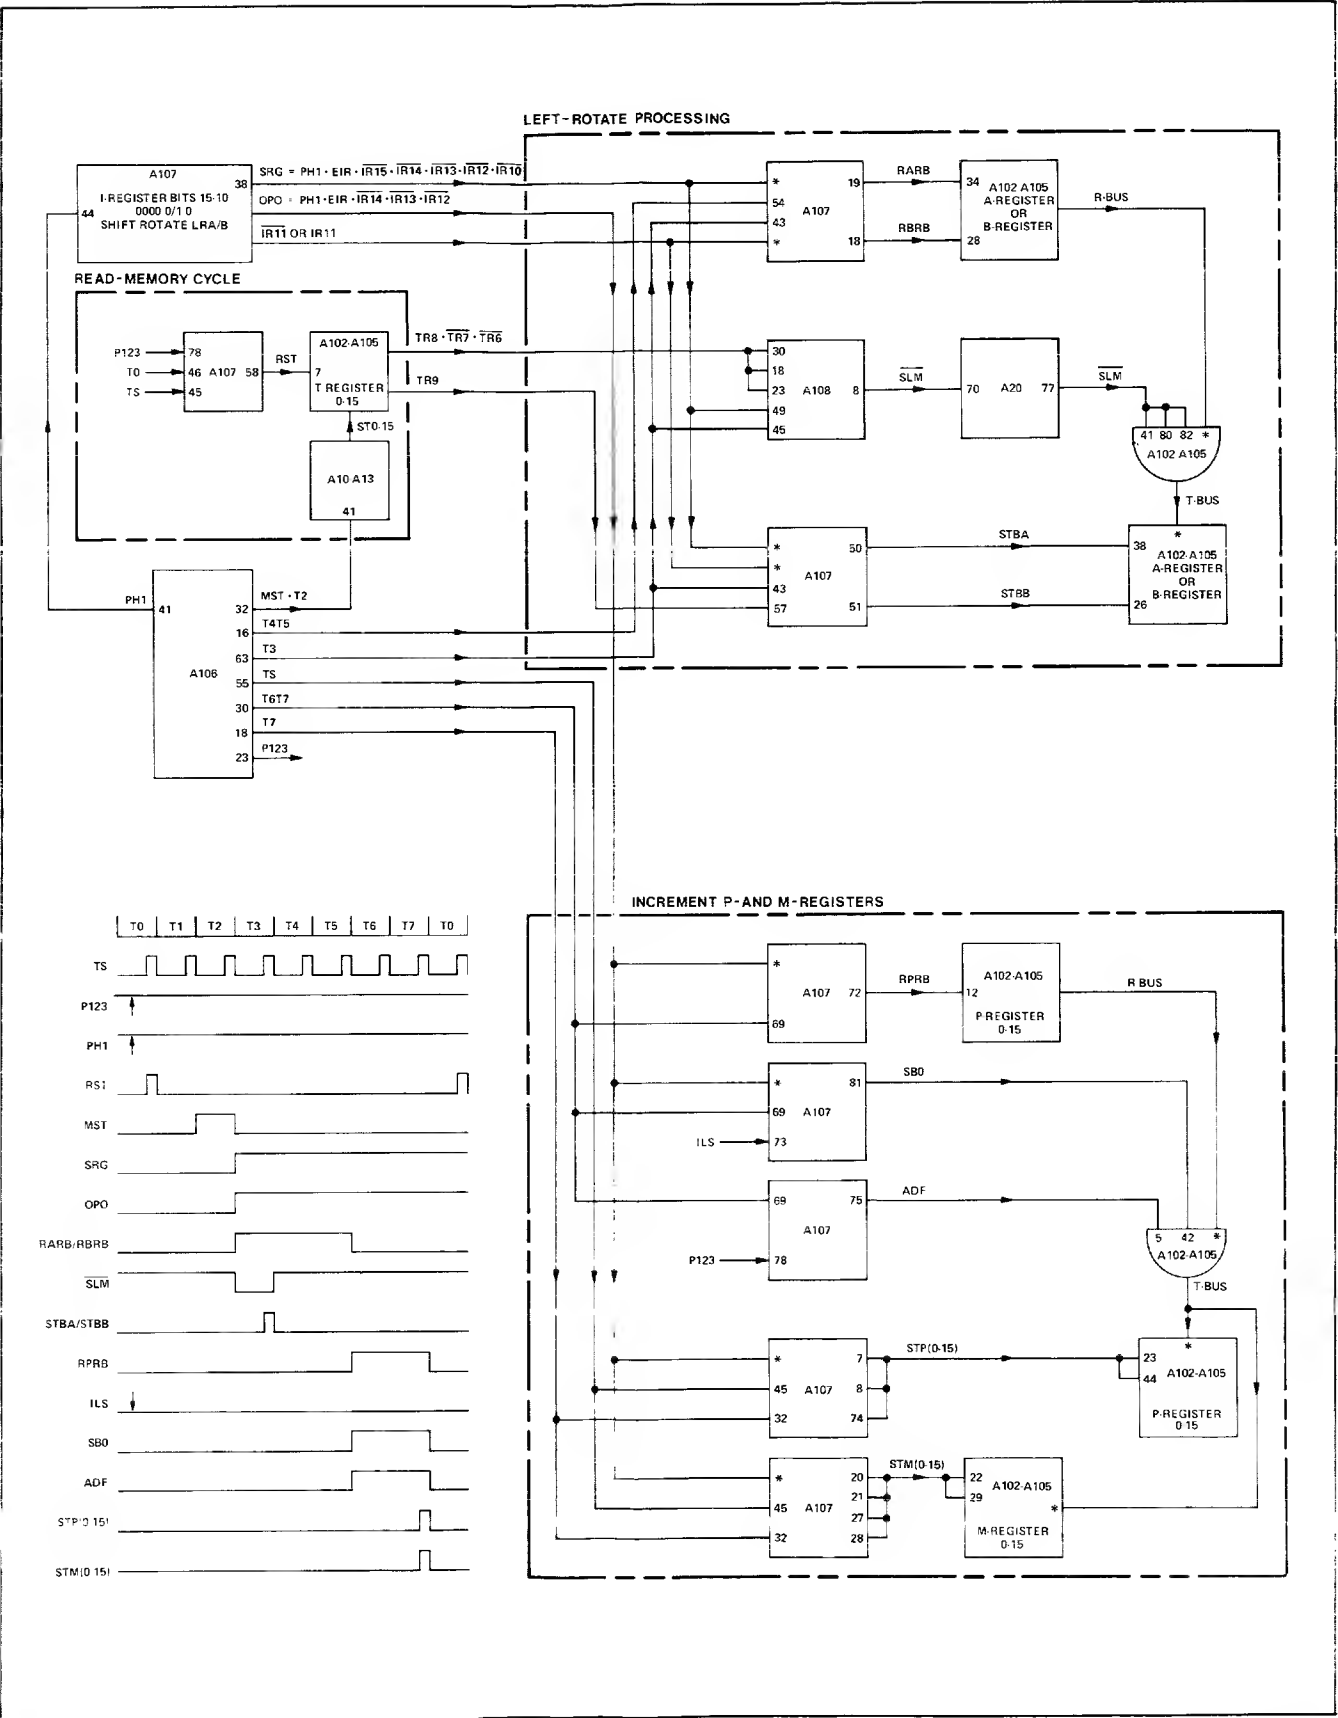 LEFT-ROTATE PROCESSING
A107
38
I-REGISTER BITS 15-10
0000 0/1 0
SHIFT ROTATE LRA/B
44
SRG = PH1 · EIR · IR15 · IR14 · IR13 · IR12 · IR10
OPO = PH1 · EIR · IR14 · IR13 · IR12
IR11 OR IR11
*
54
43
*
A107
19
18
RARB
RBRB
34
28
A102 A105
A-REGISTER
OR
B-REGISTER
R-BUS
READ-MEMORY CYCLE
P123
T0
TS
78
46
45
A107
58
RST
A102-A105
7
T REGISTER
0-15
ST0-15
A10 A13
41
TR8 · TR7 · TR6
TR9
30
18
23
49
45
A108
8
SLM
70
A20
77
SLM
41 80 82 *
A102 A105
T-BUS
*
*
43
57
A107
50
51
STBA
STBB
*
38
26
A102-A105
A-REGISTER
OR
B-REGISTER
PH1
41
A106
32
16
63
55
30
18
23
MST · T2
T4T5
T3
TS
T6T7
T7
P123
INCREMENT P-AND M-REGISTERS
T0 T1 T2 T3 T4 T5 T6 T7 T0
TS
P123
PH1
RST
MST
SRG
OPO
RARB/RBRB
SLM
STBA/STBB
RPRB
ILS
SB0
ADF
STP(0-15)
STM(0-15)
*
69
A107
72
RPRB
12
A102-A105
P-REGISTER
0-15
R BUS
*
69
73
ILS
A107
81
SB0
69
78
P123
A107
75
ADF
5 42 *
A102-A105
T-BUS
*
45
32
A107
7
8
74
STP(0-15)
*
23
44
A102-A105
P-REGISTER
0-15
*
45
32
A107
20
21
27
28
STM(0-15)
22
29
A102-A105
*
M-REGISTER
0-15